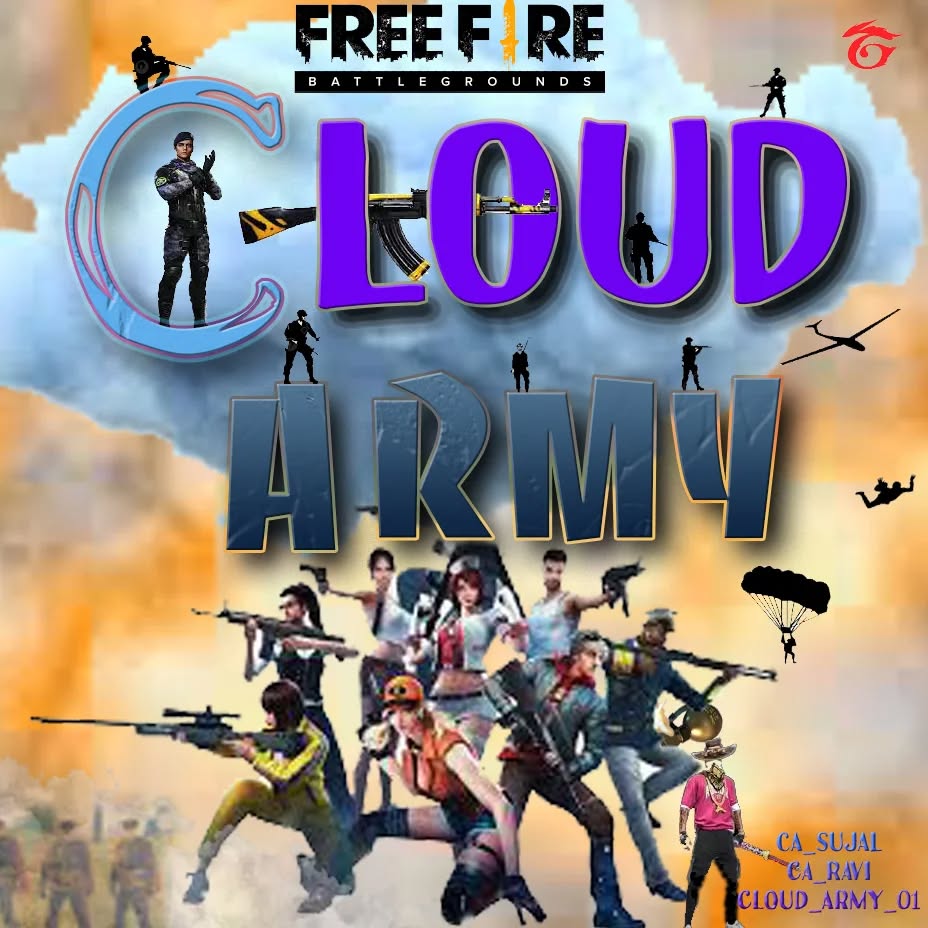 FREE FIRE
BATTLEGROUNDS
CLOUD
ARMY
CA_SUJAL
CA_RAVI
CLOUD_ARMY_01